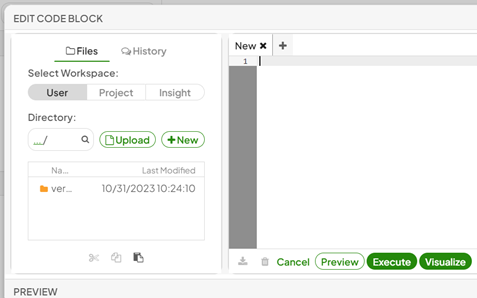 EDIT CODE BLOCK
Files
History
Select Workspace:
User
Project
Insight
Directory:
.../
Upload
+New
Na...
Last Modified
ver...
10/31/2023 10:24:10
New ✖
+
1
Cancel
Preview
Execute
Visualize
PREVIEW